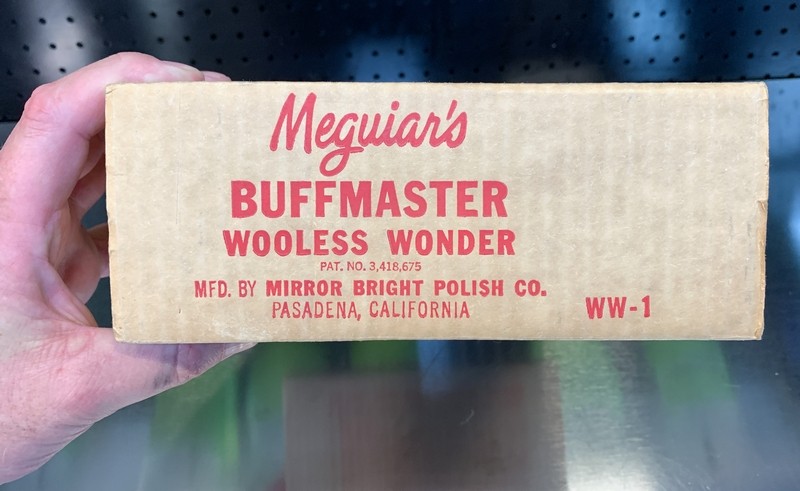 Meguiar's
BUFFMASTER
WOOLESS WONDER
PAT. NO. 3,418,675
MFD. BY MIRROR BRIGHT POLISH CO.
PASADENA, CALIFORNIA
WW-1